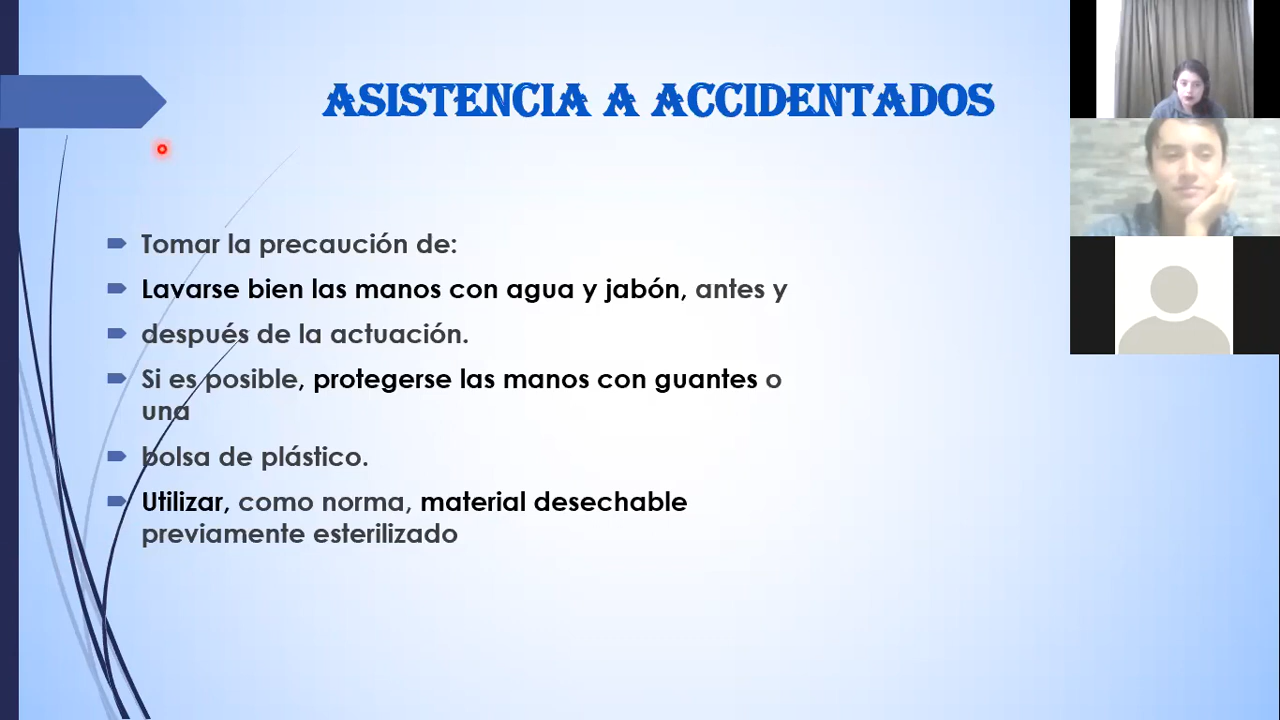 ASISTENCIA A ACCIDENTADOS
Tomar la precaución de:
Lavarse bien las manos con agua y jabón, antes y
después de la actuación.
Si es posible, protegerse las manos con guantes o
una
bolsa de plástico.
Utilizar, como norma, material desechable
previamente esterilizado